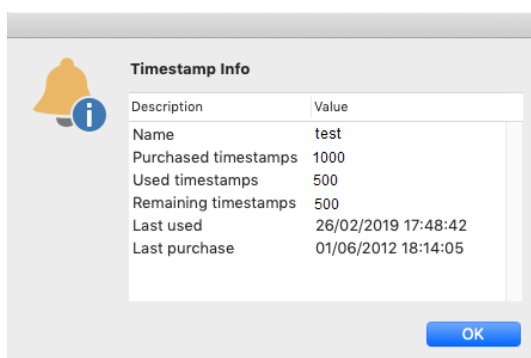 Timestamp Info
Description Value
Name test
Purchased timestamps 1000
Used timestamps 500
Remaining timestamps 500
Last used 26/02/2019 17:48:42
Last purchase 01/06/2012 18:14:05
OK